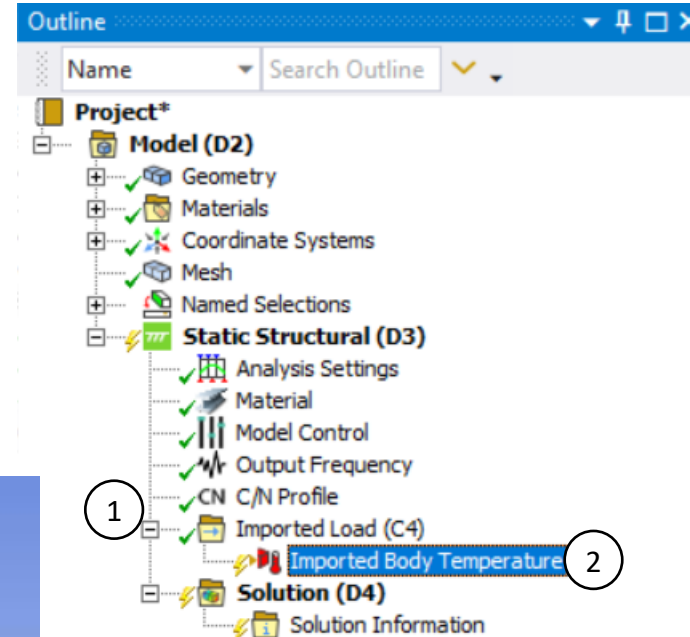 Outline
Name Search Outline
Project*
Model (D2)
Geometry
Materials
Coordinate Systems
Mesh
Named Selections
Static Structural (D3)
Analysis Settings
Material
Model Control
Output Frequency
CN C/N Profile
1 Imported Load (C4)
Imported Body Temperature 2
Solution (D4)
Solution Information